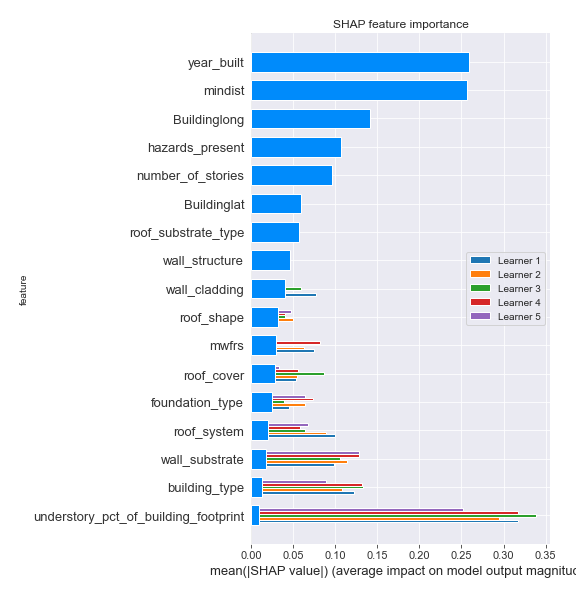 SHAP feature importance
feature
year_built
mindist
Buildinglong
hazards_present
number_of_stories
Buildinglat
roof_substrate_type
wall_structure
wall_cladding
roof_shape
mwfrs
roof_cover
foundation_type
roof_system
wall_substrate
building_type
understory_pct_of_building_footprint
Learner 1
Learner 2
Learner 3
Learner 4
Learner 5
0.00 0.05 0.10 0.15 0.20 0.25 0.30 0.35
mean(|SHAP value|) (average impact on model output magnitud